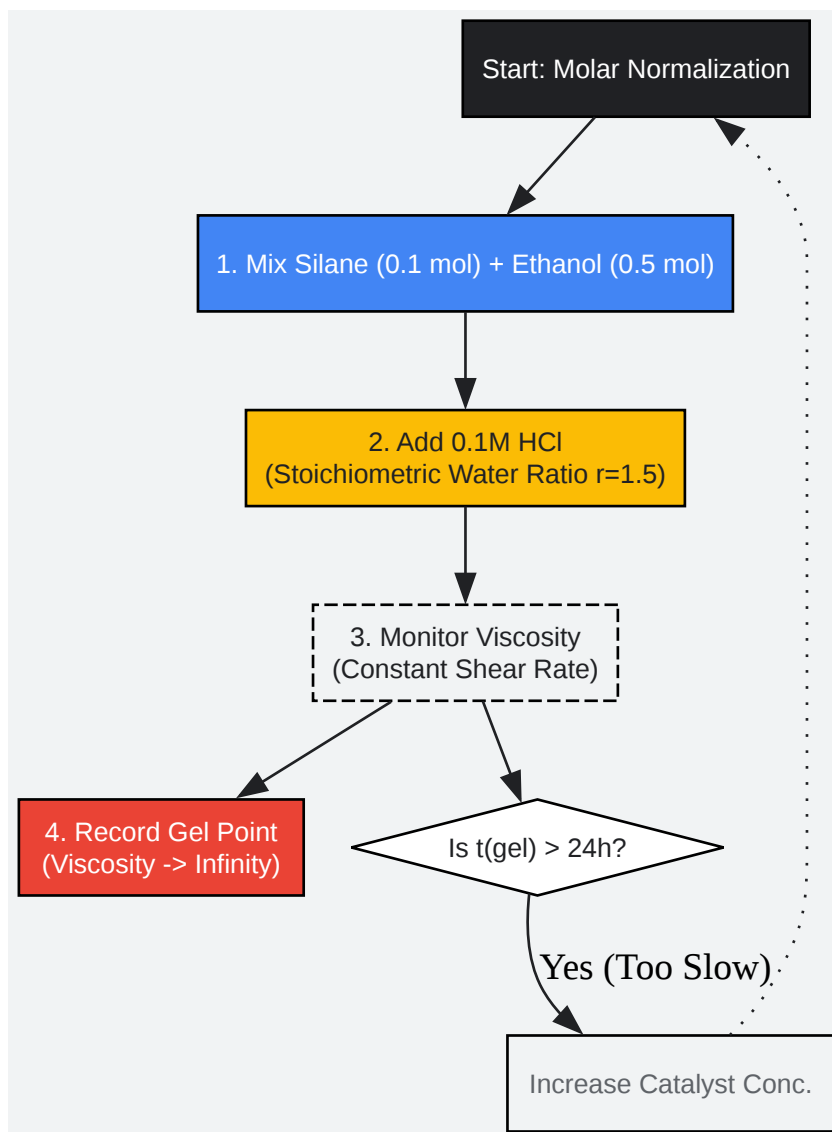 Start: Molar Normalization
1. Mix Silane (0.1 mol) + Ethanol (0.5 mol)
2. Add 0.1M HCl
(Stoichiometric Water Ratio r=1.5)
3. Monitor Viscosity
(Constant Shear Rate)
4. Record Gel Point
(Viscosity -> Infinity)
Is t(gel) > 24h?
Yes (Too Slow)
Increase Catalyst Conc.